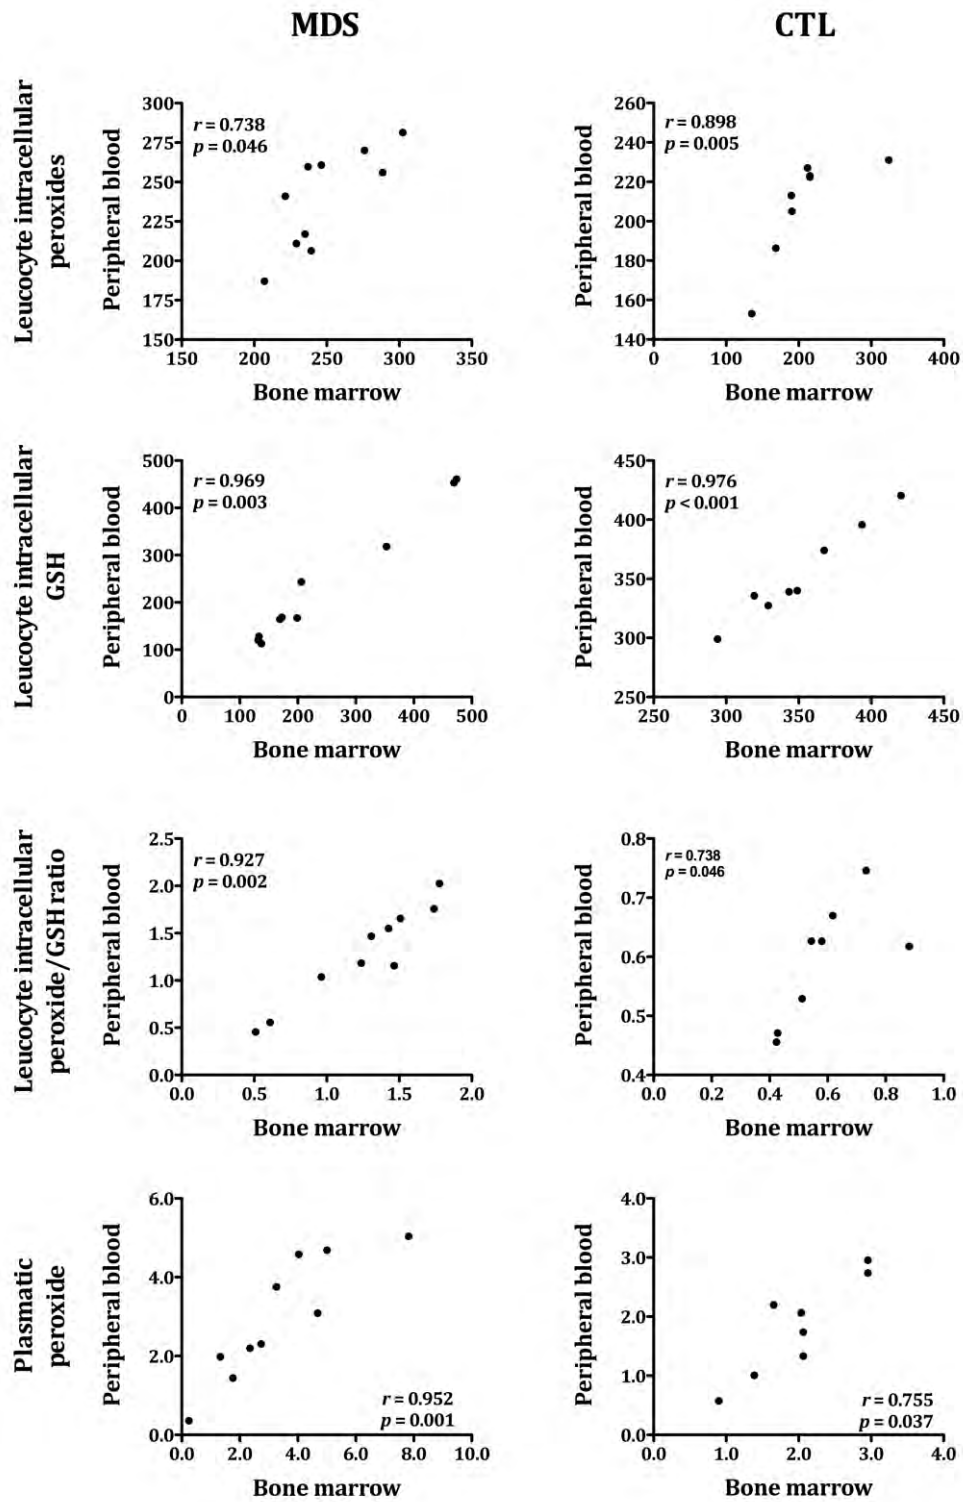 MDS
CTL
Leucocyte intracellular
peroxides
Peripheral blood
300
275
250
225
200
175
150
r = 0.738
p = 0.046
150 200 250 300 350
Bone marrow
Peripheral blood
260
240
220
200
180
160
140
r = 0.898
p = 0.005
0 100 200 300 400
Bone marrow
Leucocyte intracellular
GSH
Peripheral blood
500
400
300
200
100
0
r = 0.969
p = 0.003
0 100 200 300 400 500
Bone marrow
Peripheral blood
450
400
350
300
250
r = 0.976
p < 0.001
250 300 350 400 450
Bone marrow
Leucocyte intracellular
peroxide/GSH ratio
Peripheral blood
2.5
2.0
1.5
1.0
0.5
0.0
r = 0.927
p = 0.002
0.0 0.5 1.0 1.5 2.0
Bone marrow
Peripheral blood
0.8
0.7
0.6
0.5
0.4
r = 0.738
p = 0.046
0.0 0.2 0.4 0.6 0.8 1.0
Bone marrow
Plasmatic
peroxide
Peripheral blood
6.0
4.0
2.0
0.0
r = 0.952
p = 0.001
0.0 2.0 4.0 6.0 8.0 10.0
Bone marrow
Peripheral blood
4.0
3.0
2.0
1.0
0.0
r = 0.755
p = 0.037
0.0 1.0 2.0 3.0 4.0
Bone marrow